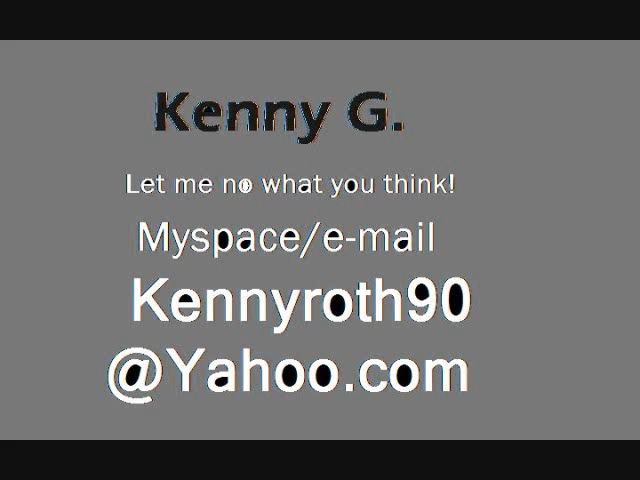 Kenny G.
Let me no what you think!
Myspace/e-mail
Kennyroth90
@Yahoo.com